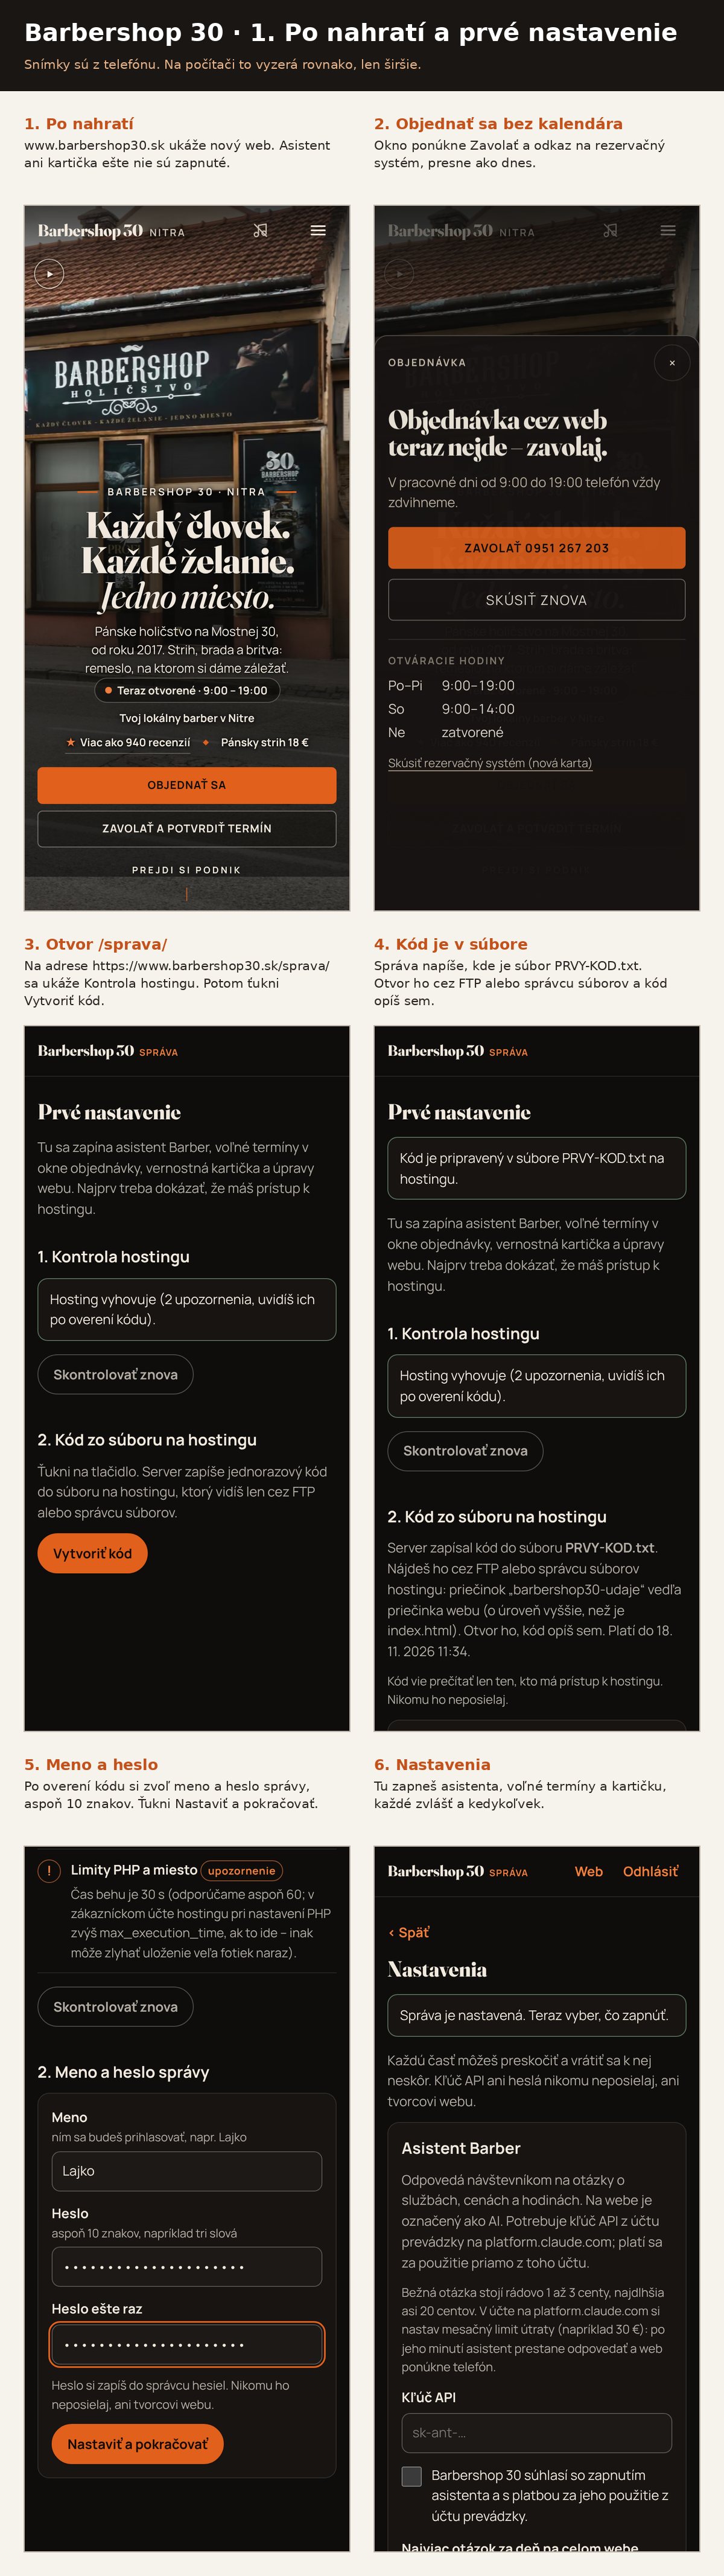 Barbershop 30 · 1. Po nahratí a prvé nastavenie
Snímky sú z telefónu. Na počítači to vyzerá rovnako, len širšie.
1. Po nahratí
www.barbershop30.sk ukáže nový web. Asistent
ani kartička ešte nie sú zapnuté.
Barbershop 30 NITRA
BARBERSHOP
HOLIČSTVO
KAŽDÝ ČLOVEK · KAŽDÉ ŽELANIE · JEDNO MIESTO
BARBERSHOP 30 · NITRA
Každý človek.
Každé želanie.
Jedno miesto.
Pánske holičstvo na Mostnej 30,
od roku 2017. Strih, brada a britva:
remeslo, na ktorom si dáme záležať.
Teraz otvorené · 9:00 – 19:00
Tvoj lokálny barber v Nitre
★ Viac ako 940 recenzií ◆ Pánsky strih 18 €
OBJEDNAŤ SA
ZAVOLAŤ A POTVRDIŤ TERMÍN
PREJDI SI PODNIK
2. Objednať sa bez kalendára
Okno ponúkne Zavolať a odkaz na rezervačný
systém, presne ako dnes.
Barbershop 30 NITRA
OBJEDNÁVKA
×
Objednávka cez web
teraz nejde – zavolaj.
V pracovné dni od 9:00 do 19:00 telefón vždy
zdvihneme.
ZAVOLAŤ 0951 267 203
SKÚSIŤ ZNOVA
OTVÁRACIE HODINY
Po–Pi 9:00–19:00
So 9:00–14:00
Ne zatvorené
Skúsiť rezervačný systém (nová karta)
3. Otvor /sprava/
Na adrese https://www.barbershop30.sk/sprava/
sa ukáže Kontrola hostingu. Potom ťukni
Vytvoriť kód.
Barbershop 30 SPRÁVA
Prvé nastavenie
Tu sa zapína asistent Barber, voľné termíny v
okne objednávky, vernostná kartička a úpravy
webu. Najprv treba dokázať, že máš prístup k
hostingu.
1. Kontrola hostingu
Hosting vyhovuje (2 upozornenia, uvidíš ich
po overení kódu).
Skontrolovať znova
2. Kód zo súboru na hostingu
Ťukni na tlačidlo. Server zapíše jednorazový kód
do súboru na hostingu, ktorý vidíš len cez FTP
alebo správcu súborov.
Vytvoriť kód
4. Kód je v súbore
Správa napíše, kde je súbor PRVY-KOD.txt.
Otvor ho cez FTP alebo správcu súborov a kód
opíš sem.
Barbershop 30 SPRÁVA
Prvé nastavenie
Kód je pripravený v súbore PRVY-KOD.txt na
hostingu.
Tu sa zapína asistent Barber, voľné termíny v
okne objednávky, vernostná kartička a úpravy
webu. Najprv treba dokázať, že máš prístup k
hostingu.
1. Kontrola hostingu
Hosting vyhovuje (2 upozornenia, uvidíš ich
po overení kódu).
Skontrolovať znova
2. Kód zo súboru na hostingu
Server zapísal kód do súboru PRVY-KOD.txt.
Nájdeš ho cez FTP alebo správcu súborov
hostingu: priečinok „barbershop30-udaje“ vedľa
priečinka webu (o úroveň vyššie, než je
index.html). Otvor ho, kód opíš sem. Platí do 18.
11. 2026 11:34.
Kód vie prečítať len ten, kto má prístup k hostingu.
Nikomu ho neposielaj.
5. Meno a heslo
Po overení kódu si zvoľ meno a heslo správy,
aspoň 10 znakov. Ťukni Nastaviť a pokračovať.
! Limity PHP a miesto upozornenie
Čas behu je 30 s (odporúčame aspoň 60; v
zákazníckom účte hostingu pri nastavení PHP
zvýš max_execution_time, ak to ide – inak
môže zlyhať uloženie veľa fotiek naraz).
Skontrolovať znova
2. Meno a heslo správy
Meno
ním sa budeš prihlasovať, napr. Lajko
Lajko
Heslo
aspoň 10 znakov, napríklad tri slová
Heslo ešte raz
Heslo si zapíš do správcu hesiel. Nikomu ho
neposielaj, ani tvorcovi webu.
Nastaviť a pokračovať
6. Nastavenia
Tu zapneš asistenta, voľné termíny a kartičku,
každé zvlášť a kedykoľvek.
Barbershop 30 SPRÁVA Web Odhlásiť
‹ Späť
Nastavenia
Správa je nastavená. Teraz vyber, čo zapnúť.
Každú časť môžeš preskočiť a vrátiť sa k nej
neskôr. Kľúč API ani heslá nikomu neposielaj, ani
tvorcovi webu.
Asistent Barber
Odpovedá návštevníkom na otázky o
službách, cenách a hodinách. Na webe je
označený ako AI. Potrebuje kľúč API z účtu
prevádzky na platform.claude.com; platí sa
za použitie priamo z toho účtu.
Bežná otázka stojí rádovo 1 až 3 centy, najdlhšia
asi 20 centov. V účte na platform.claude.com si
nastav mesačný limit útraty (napríklad 30 €): po
jeho minutí asistent prestane odpovedať a web
ponúkne telefón.
Kľúč API
sk-ant-…
Barbershop 30 súhlasí so zapnutím
asistenta a s platbou za jeho použitie z
účtu prevádzky.
Najviac otázok za deň na celom webe